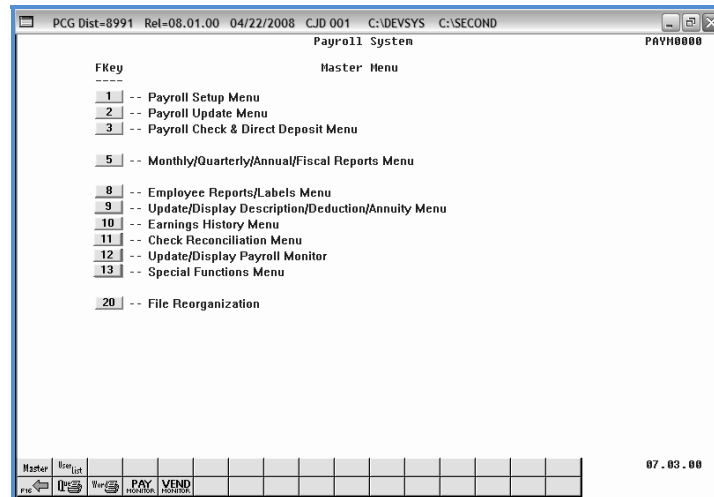 PCG Dist=8991 Rel=08.01.00 04/22/2008 CJD 001 C:\DEVSYS C:\SECOND
Payroll System PAYM0000
FKey Master Menu
----
1 -- Payroll Setup Menu
2 -- Payroll Update Menu
3 -- Payroll Check & Direct Deposit Menu
5 -- Monthly/Quarterly/Annual/Fiscal Reports Menu
8 -- Employee Reports/Labels Menu
9 -- Update/Display Description/Deduction/Annuity Menu
10 -- Earnings History Menu
11 -- Check Reconciliation Menu
12 -- Update/Display Payroll Monitor
13 -- Special Functions Menu
20 -- File Reorganization
Master User list 07.03.00
F16 Que Work PAY MONITOR VEND MONITOR